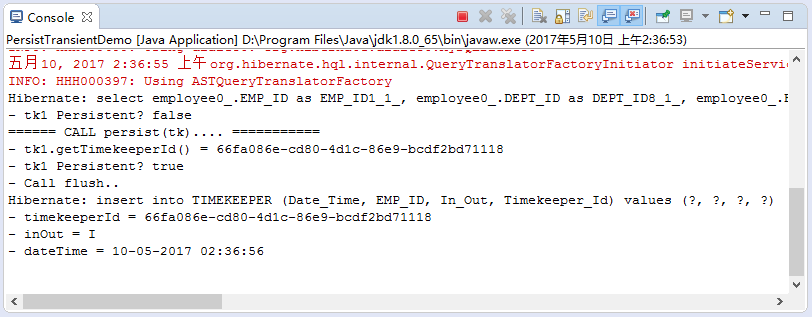 Console
PersistTransientDemo [Java Application] D:\Program Files\Java\jdk1.8.0_65\bin\javaw.exe (2017年5月10日 上午2:36:53)
五月 10, 2017 2:36:55 上午 org.hibernate.hql.internal.QueryTranslatorFactoryInitiator initiateServic
INFO: HHH000397: Using ASTQueryTranslatorFactory
Hibernate: select employee0_.EMP_ID as EMP_ID1_1_, employee0_.DEPT_ID as DEPT_ID8_1_, employee0_.E
- tk1 Persistent? false
====== CALL persist(tk).... ===========
- tk1.getTimekeeperId() = 66fa086e-cd80-4d1c-86e9-bcdf2bd71118
- tk1 Persistent? true
- Call flush..
Hibernate: insert into TIMEKEEPER (Date_Time, EMP_ID, In_Out, Timekeeper_Id) values (?, ?, ?, ?)
- timekeeperId = 66fa086e-cd80-4d1c-86e9-bcdf2bd71118
- inOut = I
- dateTime = 10-05-2017 02:36:56